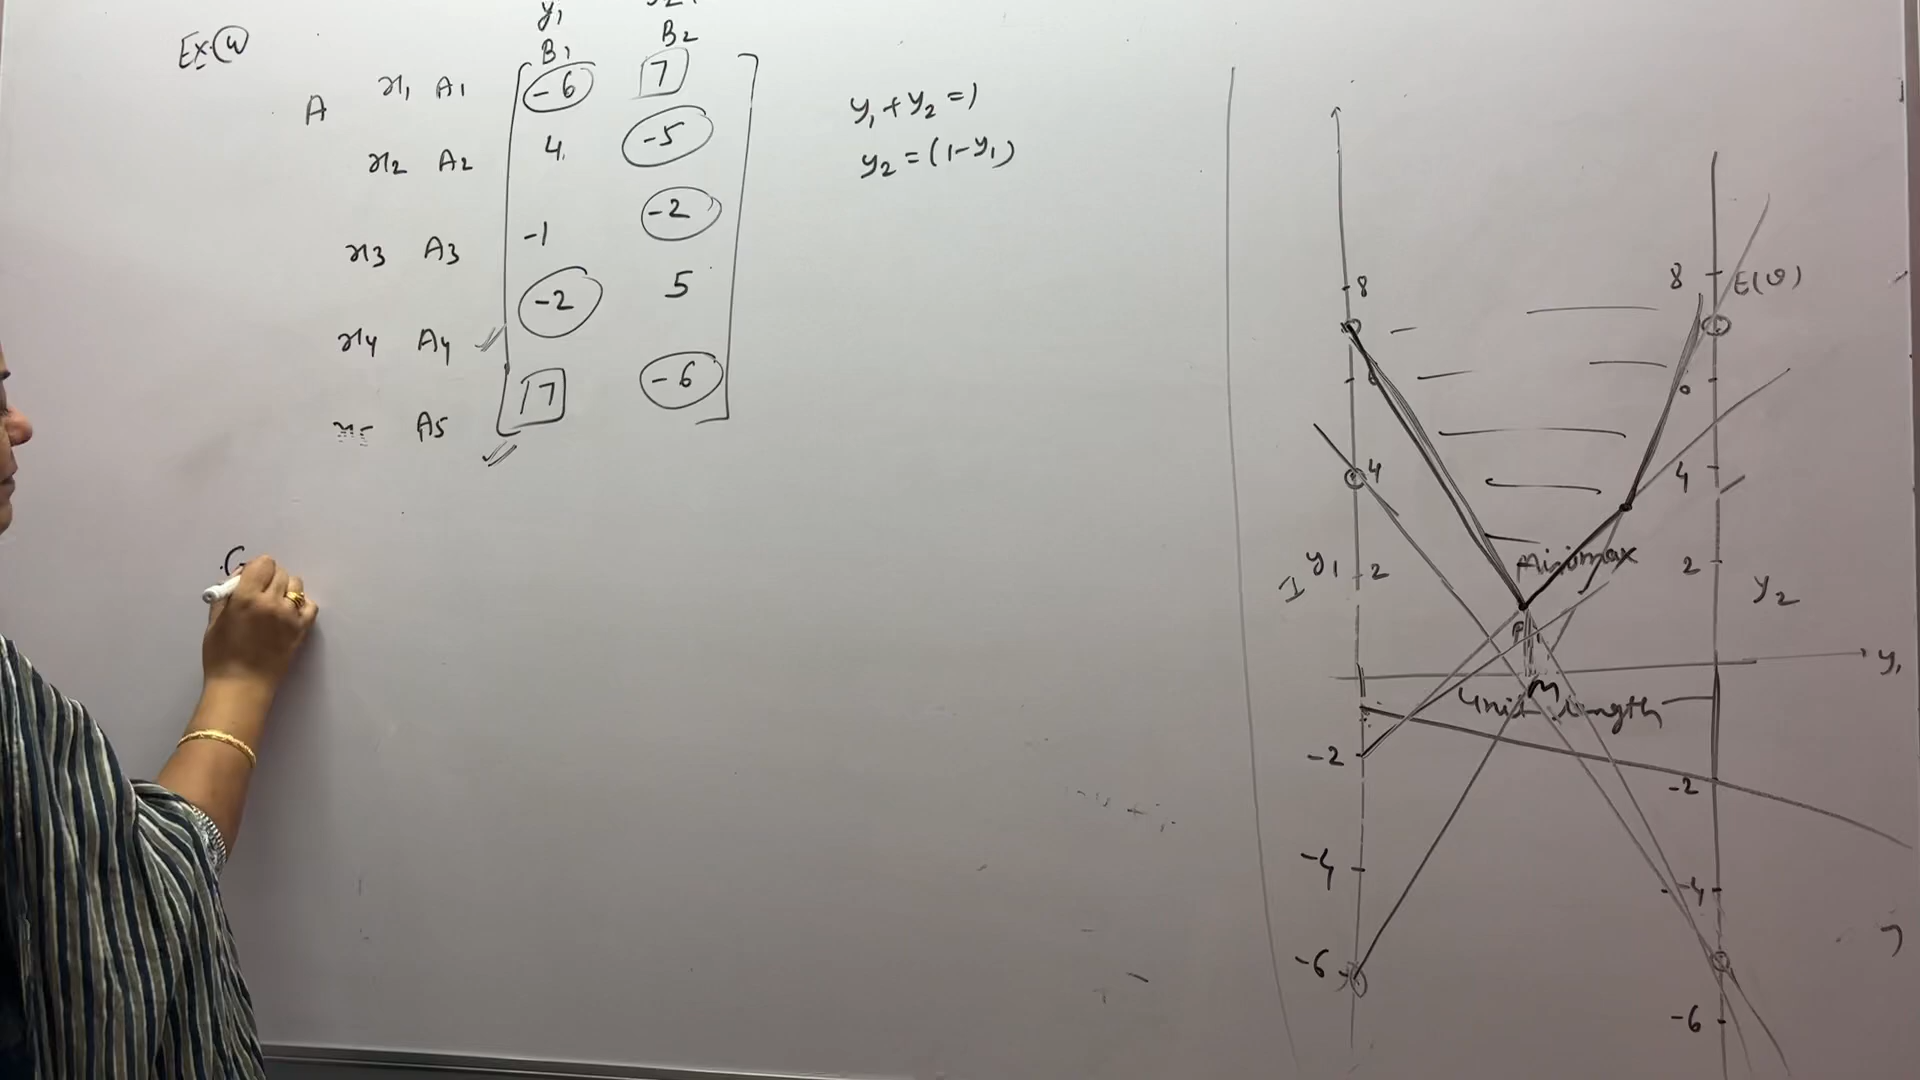 Ex. 4
y1
B1 B2
A x1 A1 -6 7
x2 A2 4 -5
x3 A3 -1 -2
x4 A4 -2 5
A5 7 -6
y1 + y2 = 1
y2 = (1-y1)
G
8 8 E(v)
6
4 4
I y1 2 2 y2
Minimax
P
y1
M
Unit length
-2 -2
-4 -4
-6 -6